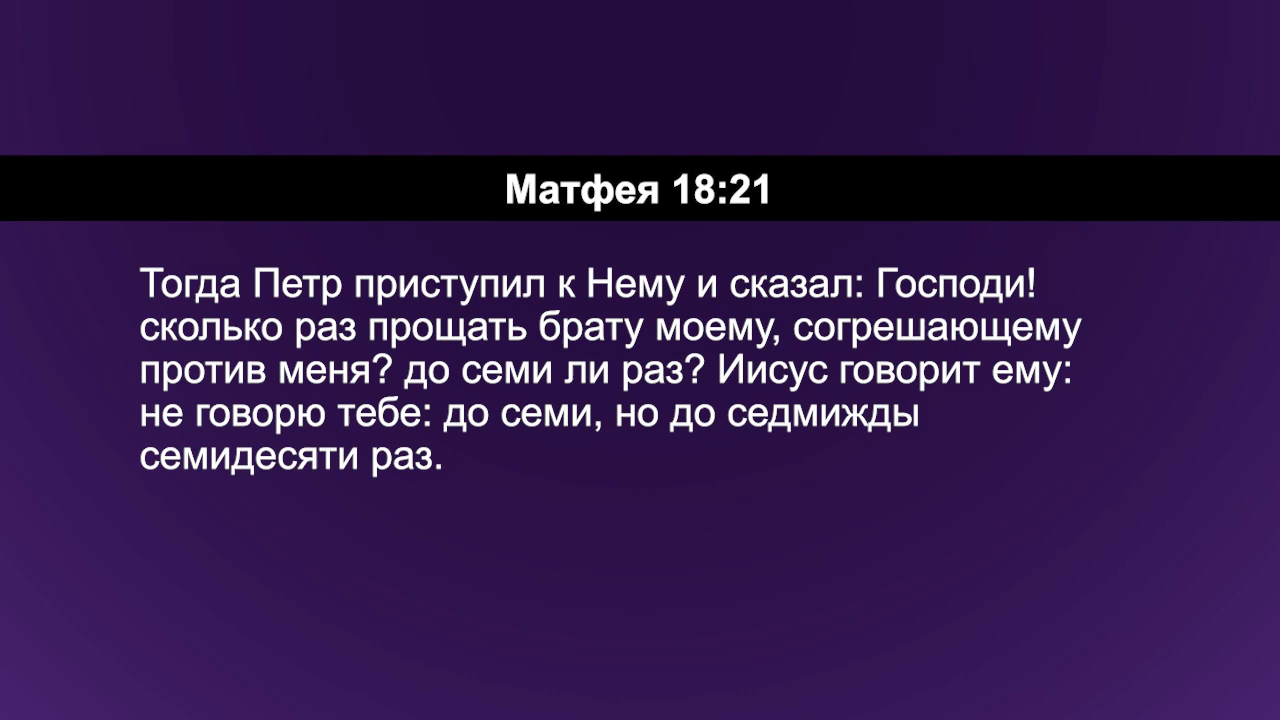 Матфея 18:21
Тогда Петр приступил к Нему и сказал: Господи!
сколько раз прощать брату моему, согрешающему
против меня? до семи ли раз? Иисус говорит ему:
не говорю тебе: до семи, но до седмижды
семидесяти раз.